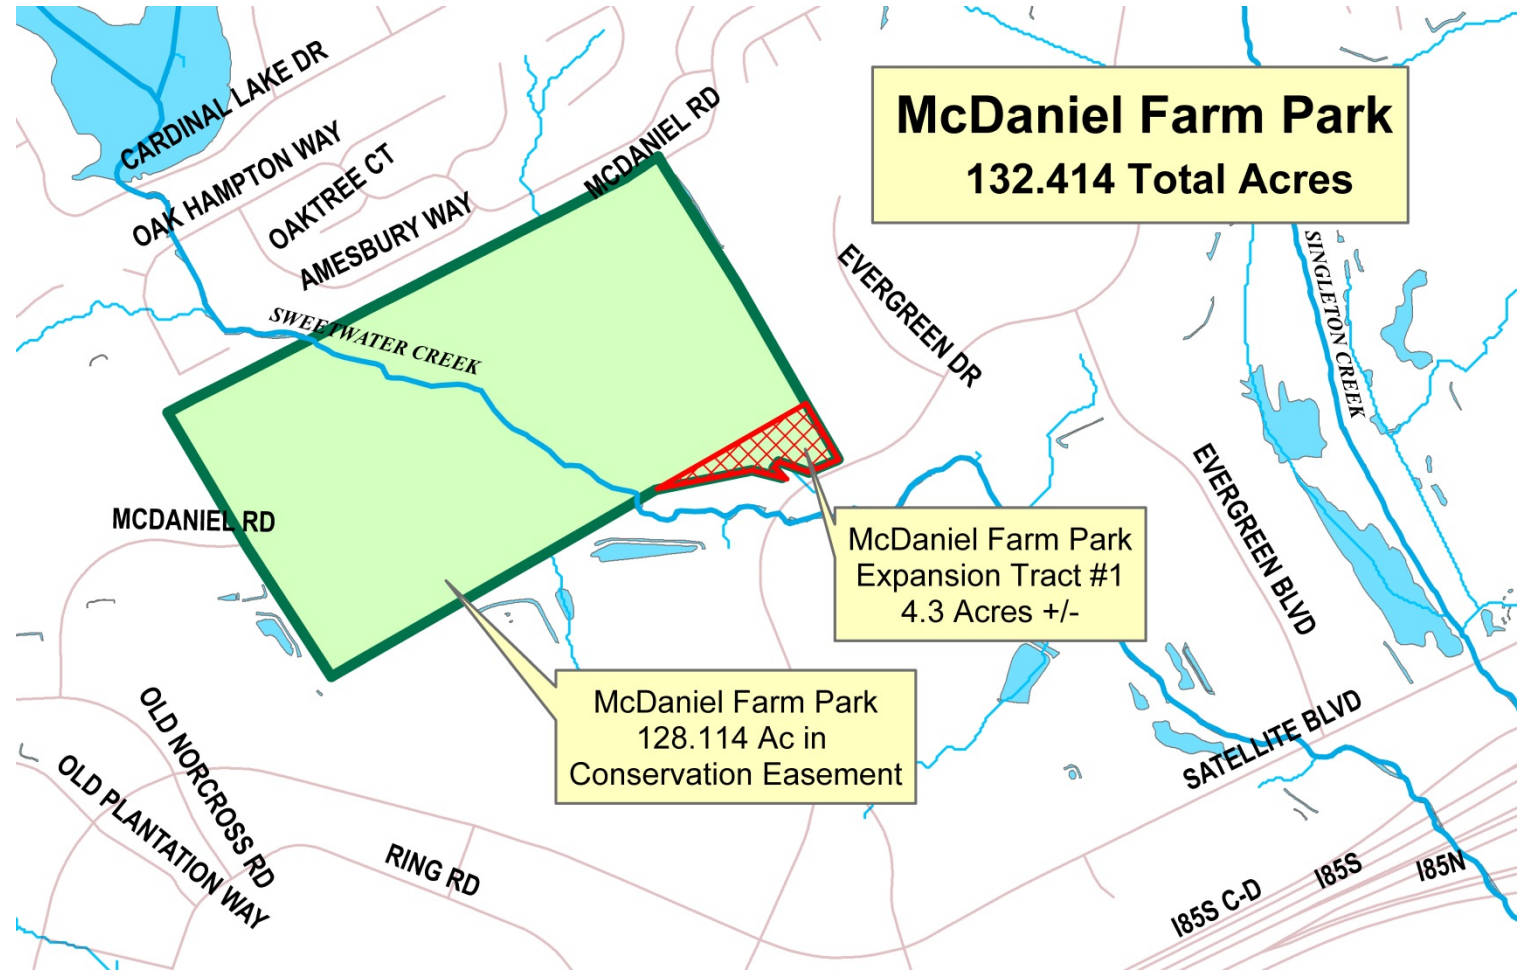 CARDINAL LAKE DR
McDaniel Farm Park
132.414 Total Acres
OAK HAMPTON WAY
OAKTREE CT
MCDANIEL RD
AMESBURY WAY
SWEETWATER CREEK
EVERGREEN DR
SINGLETON CREEK
MCDANIEL RD
McDaniel Farm Park
Expansion Tract #1
4.3 Acres +/-
EVERGREEN BLVD
McDaniel Farm Park
128.114 Ac in
Conservation Easement
OLD NORCROSS RD
OLD PLANTATION WAY
RING RD
SATELLITE BLVD
I85S C-D
I85S
I85N